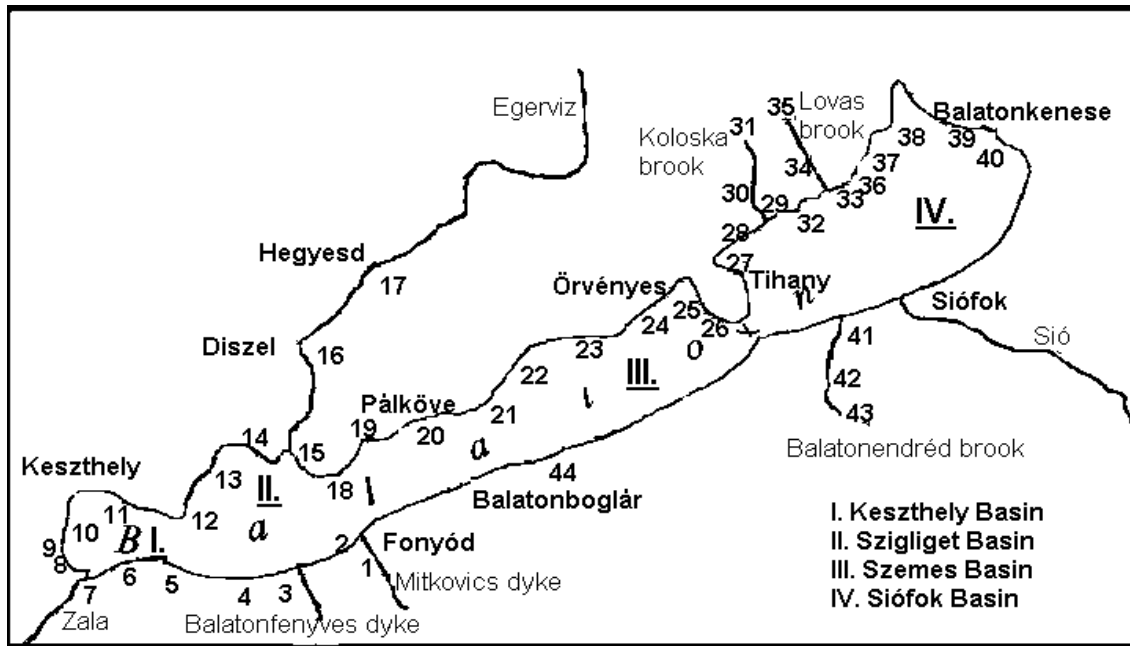 Egerviz
Lovas
brook
Koloska
brook
Balatonkenese
31
35
38
39
40
34
37
36
33
30
29
32
28
27
IV.
Hegyesd
17
Örvényes
Tihany
n
25
24
26
o
Siófok
Sió
Diszel
16
23
III.
41
22
l
42
Pålköve
21
43
14
15
19
20
a
Balatonendréd brook
Keszthely
13
II.
18
l
44
Balatonboglár
12
11
10
B I.
a
9
8
7
6
5
4
3
2
1
Fonyód
Mitkovics dyke
Zala
Balatonfenyves dyke
I. Keszthely Basin
II. Szigliget Basin
III. Szemes Basin
IV. Siófok Basin